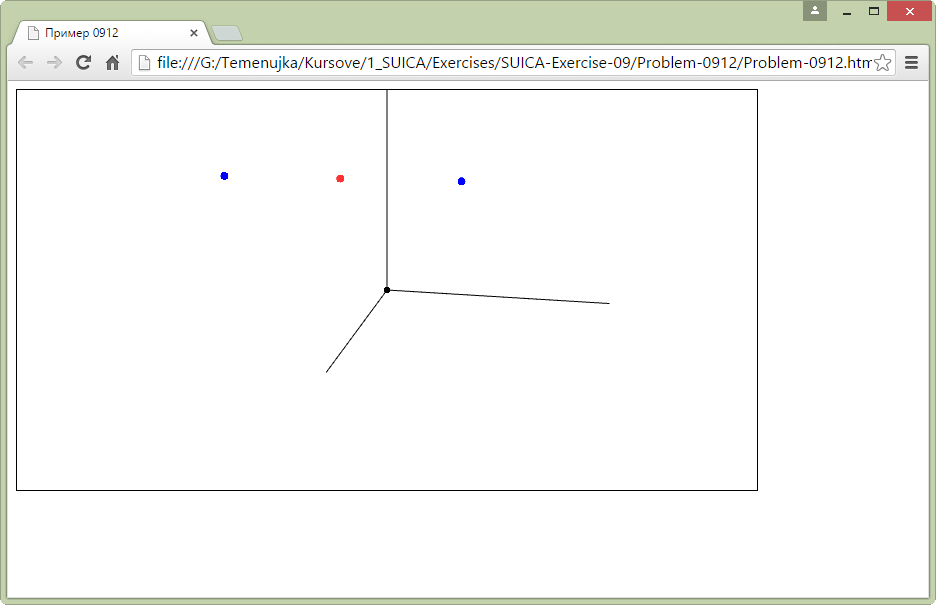 Пример 0912
file:///G:/Temenujka/Kursove/1_SUICA/Exercises/SUICA-Exercise-09/Problem-0912/Problem-0912.htm